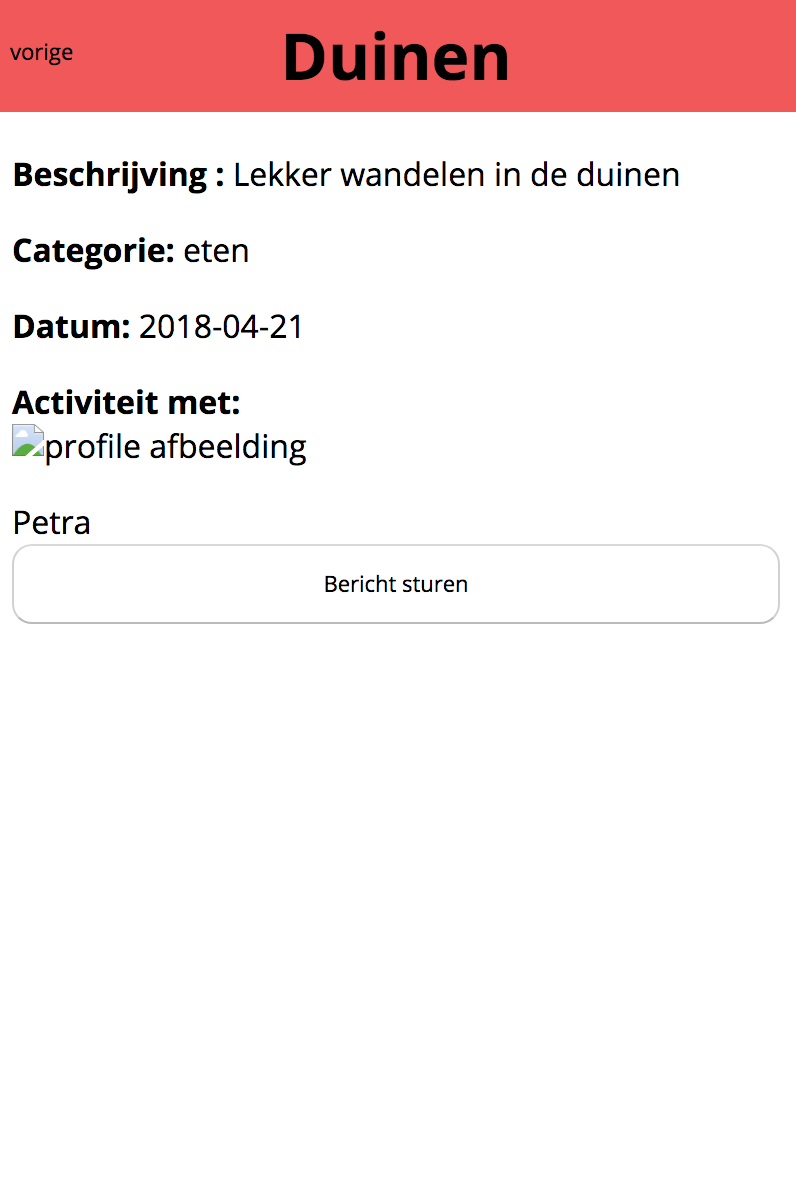 vorige
Duinen
Beschrijving : Lekker wandelen in de duinen
Categorie: eten
Datum: 2018-04-21
Activiteit met:
profile afbeelding
Petra
Bericht sturen